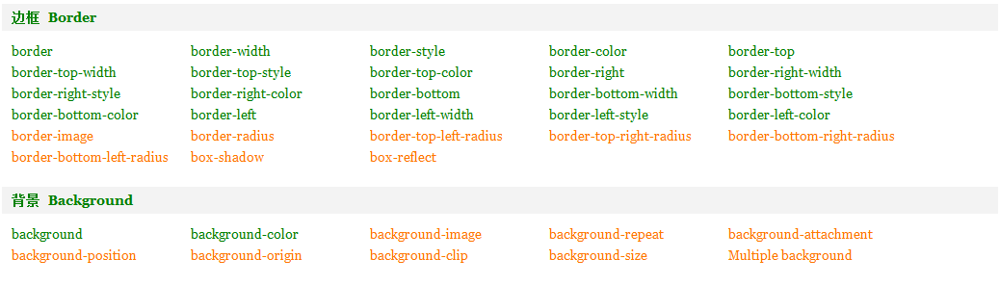 边框 Border
border border-width border-style border-color border-top
border-top-width border-top-style border-top-color border-right border-right-width
border-right-style border-right-color border-bottom border-bottom-width border-bottom-style
border-bottom-color border-left border-left-width border-left-style border-left-color
border-image border-radius border-top-left-radius border-top-right-radius border-bottom-right-radius
border-bottom-left-radius box-shadow box-reflect
背景 Background
background background-color background-image background-repeat background-attachment
background-position background-origin background-clip background-size Multiple background